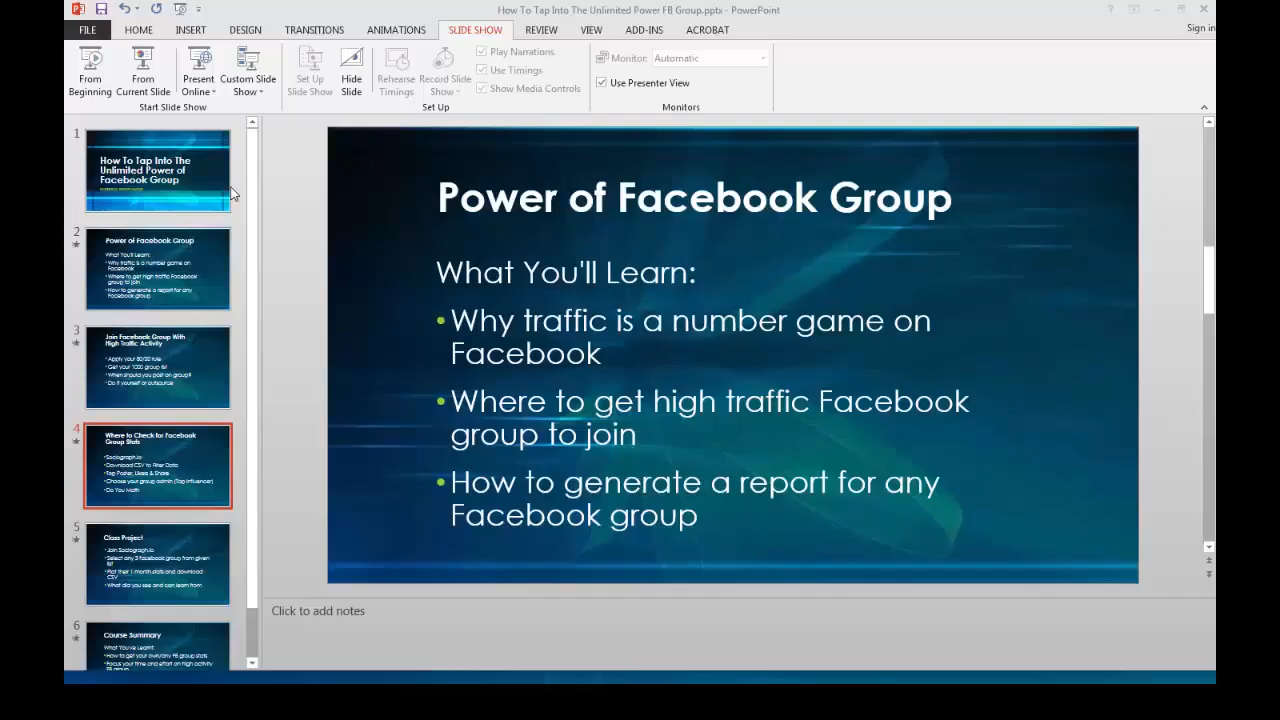 How To Tap Into The Unlimited Power FB Group.pptx - PowerPoint
FILE HOME INSERT DESIGN TRANSITIONS ANIMATIONS SLIDE SHOW REVIEW VIEW ADD-INS ACROBAT Sign in
From Beginning
From Current Slide
Present Online
Custom Slide Show
Start Slide Show
Set Up Slide Show
Hide Slide
Rehearse Timings
Record Slide Show
Play Narrations
Use Timings
Show Media Controls
Set Up
Monitor: Automatic
Use Presenter View
Monitors
1
How To Tap Into The
Unlimited Power of
Facebook Group
2
Power of Facebook Group
What You'll Learn:
• Why traffic is a number game on
Facebook
• Where to get high traffic Facebook
group to join
• How to generate a report for any
Facebook group
3
Join Facebook Group With
High Traffic Activity
• Apply your 80/20 rule
• Get your 1000 group list
• When should you post on group?
• Do it yourself or outsource
4
Where to Check for Facebook
Group Stats
• Sociograph.io
• Download CSV to Filter Data
• Top Poster, Likers & Share
• Choose your group admin (Top Influencer)
• Do You Math
5
Class Project
• Join Sociograph.io
• Select any 3 facebook group from given
list
• Plot their 1 month stats and download
CSV
• What did you see and can learn from
6
Course Summary
What You've Learnt:
• How to get your own/any FB group stats
• Focus your time and effort on high activity
FB group
Power of Facebook Group
What You'll Learn:
• Why traffic is a number game on
Facebook
• Where to get high traffic Facebook
group to join
• How to generate a report for any
Facebook group
Click to add notes